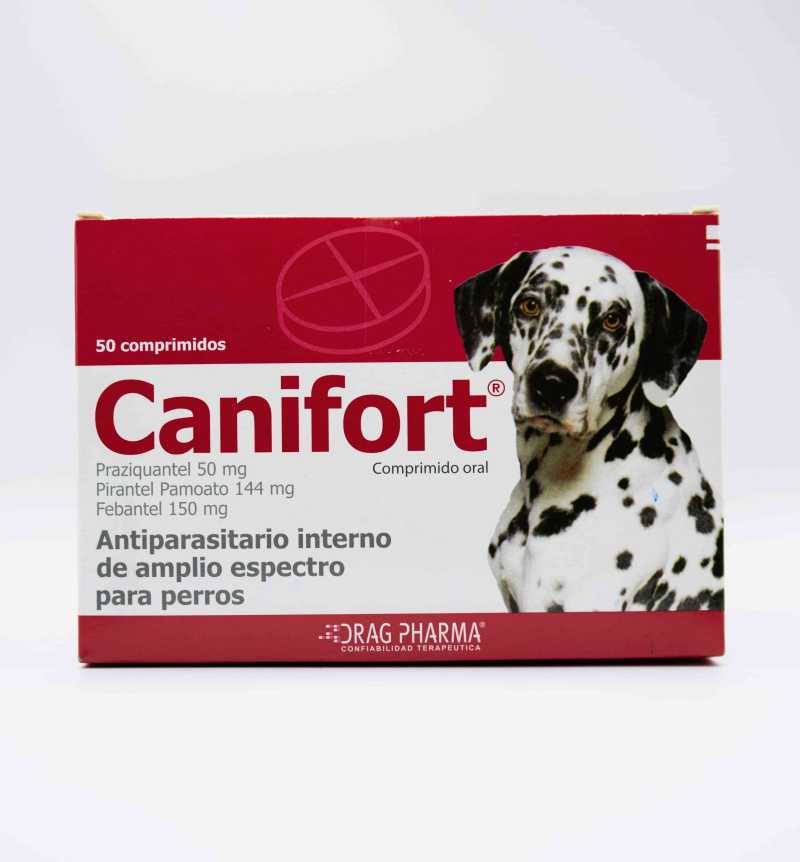 50 comprimidos
Canifort®
Praziquantel 50 mg
Pirantel Pamoato 144 mg
Febantel 150 mg
Comprimido oral
Antiparasitario interno
de amplio espectro
para perros
DRAG PHARMA®
CONFIABILIDAD TERAPEUTICA